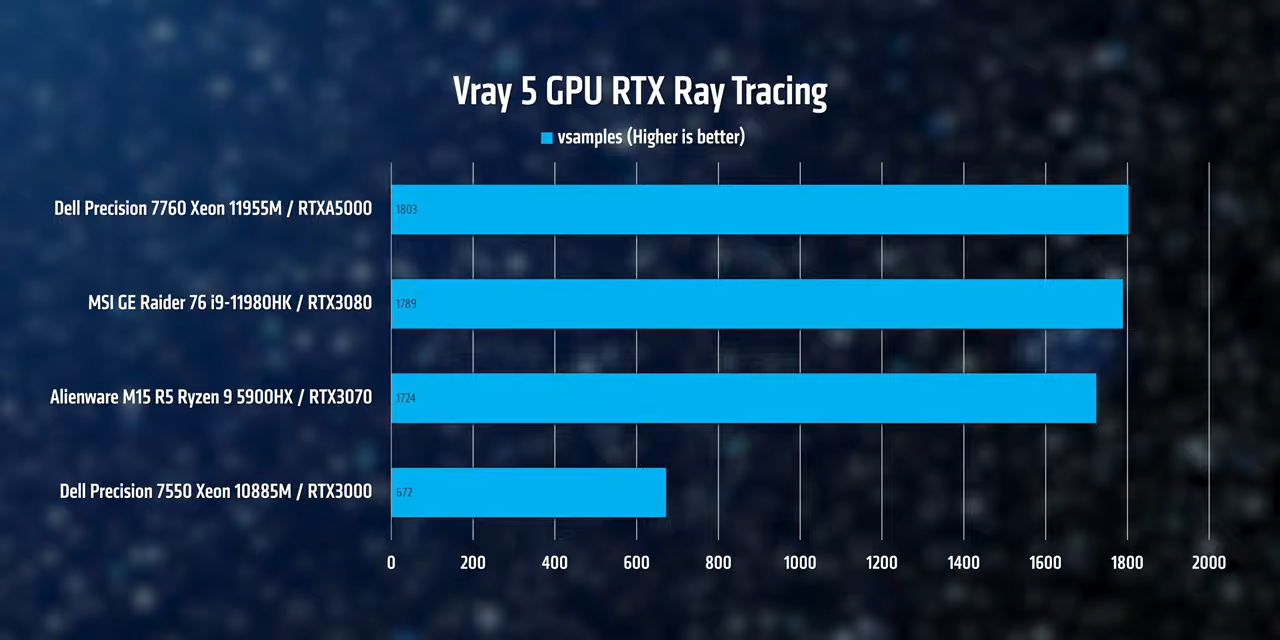 Vray 5 GPU RTX Ray Tracing
vsamples (Higher is better)
Dell Precision 7760 Xeon 11955M / RTXA5000
1803
MSI GE Raider 76 i9-11980HK / RTX3080
1789
Alienware M15 R5 Ryzen 9 5900HX / RTX3070
1724
Dell Precision 7550 Xeon 10885M / RTX3000
672
0 200 400 600 800 1000 1200 1400 1600 1800 2000